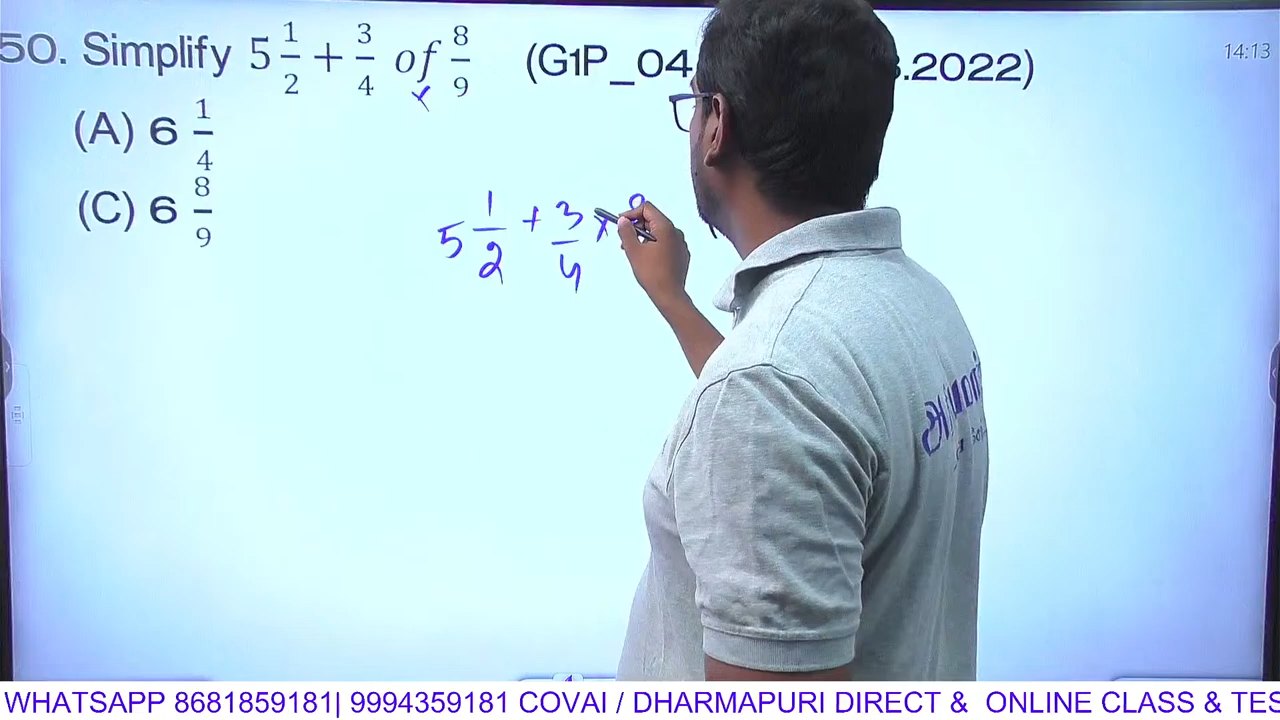 50. Simplify 5 1/2 + 3/4 of 8/9 (G1P_04 .2022)
x
14:13
(A) 6 1/4
(C) 6 8/9
5 1/2 + 3/4 x 8
WHATSAPP 8681859181| 9994359181 COVAI / DHARMAPURI DIRECT & ONLINE CLASS & TES